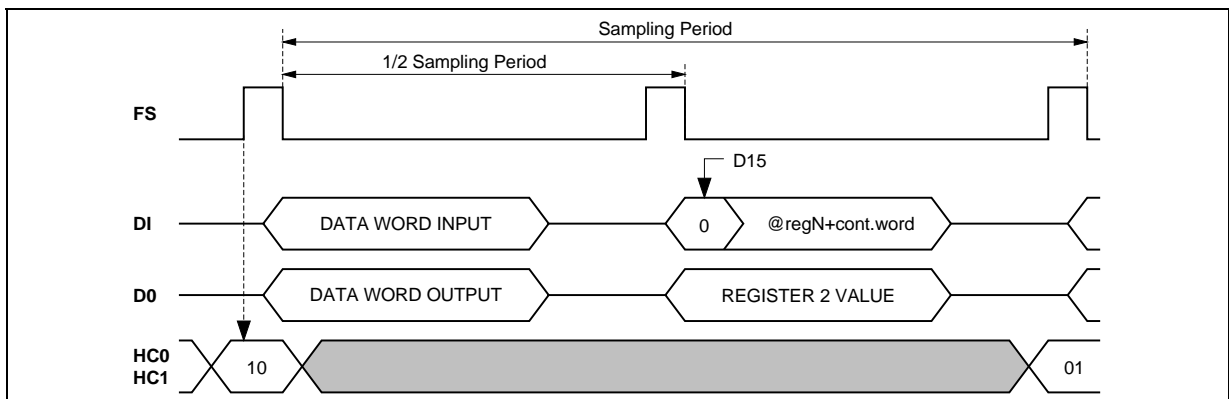 Sampling Period
1/2 Sampling Period
FS
D15
DI
DATA WORD INPUT
0
@regN+cont.word
D0
DATA WORD OUTPUT
REGISTER 2 VALUE
HC0
HC1
10
01